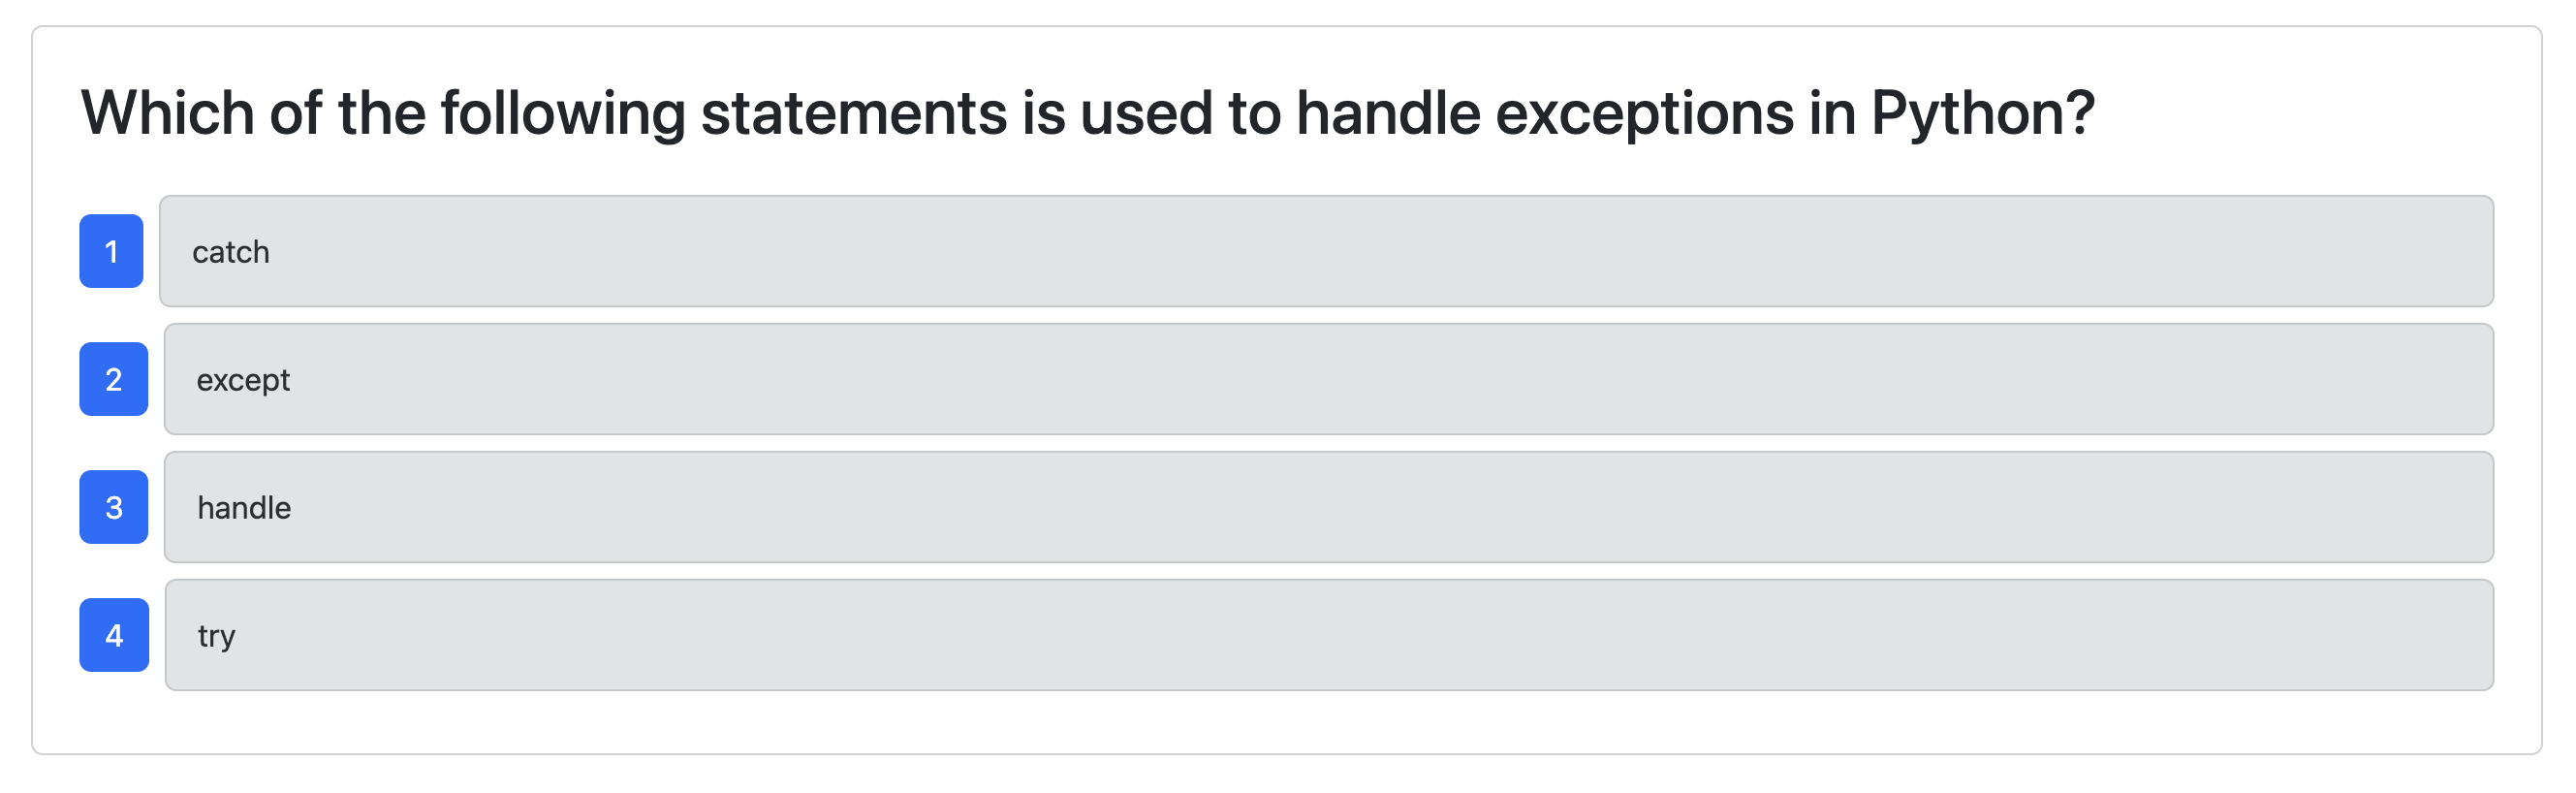 Which of the following statements is used to handle exceptions in Python?
1 catch
2 except
3 handle
4 try